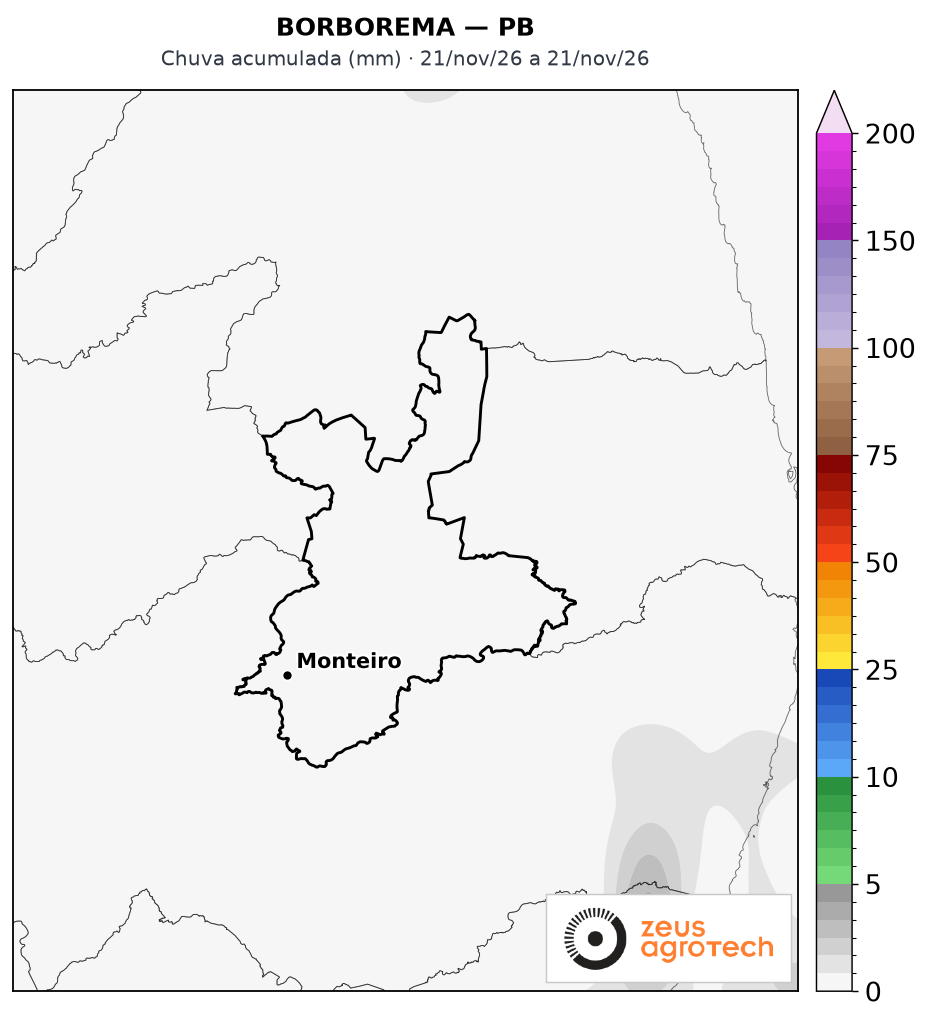 BORBOREMA — PB
Chuva acumulada (mm) · 21/nov/26 a 21/nov/26
200
150
100
75
50
25
10
5
0
Monteiro
zeus
agrotech